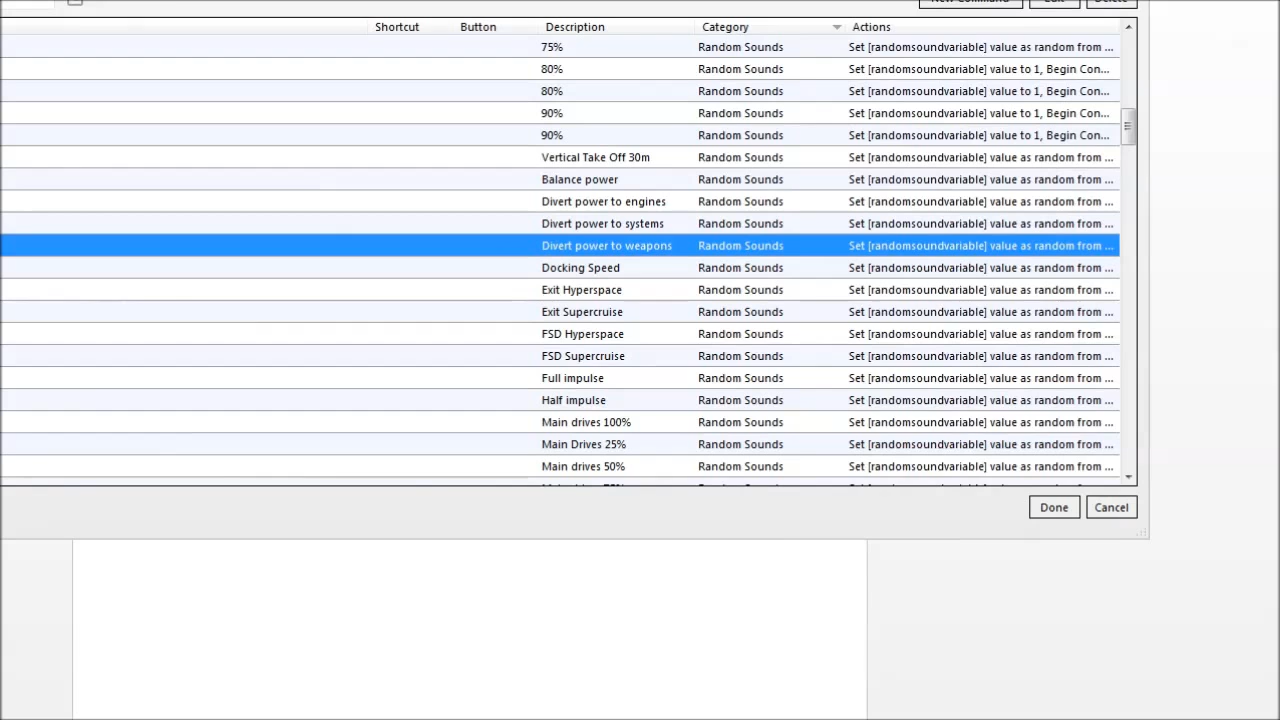 New Command Edit Delete
Shortcut Button Description Category Actions
75% Random Sounds Set [randomsoundvariable] value as random from ...
80% Random Sounds Set [randomsoundvariable] value to 1, Begin Con...
80% Random Sounds Set [randomsoundvariable] value to 1, Begin Con...
90% Random Sounds Set [randomsoundvariable] value to 1, Begin Con...
90% Random Sounds Set [randomsoundvariable] value to 1, Begin Con...
Vertical Take Off 30m Random Sounds Set [randomsoundvariable] value as random from ...
Balance power Random Sounds Set [randomsoundvariable] value as random from ...
Divert power to engines Random Sounds Set [randomsoundvariable] value as random from ...
Divert power to systems Random Sounds Set [randomsoundvariable] value as random from ...
Divert power to weapons Random Sounds Set [randomsoundvariable] value as random from ...
Docking Speed Random Sounds Set [randomsoundvariable] value as random from ...
Exit Hyperspace Random Sounds Set [randomsoundvariable] value as random from ...
Exit Supercruise Random Sounds Set [randomsoundvariable] value as random from ...
FSD Hyperspace Random Sounds Set [randomsoundvariable] value as random from ...
FSD Supercruise Random Sounds Set [randomsoundvariable] value as random from ...
Full impulse Random Sounds Set [randomsoundvariable] value as random from ...
Half impulse Random Sounds Set [randomsoundvariable] value as random from ...
Main drives 100% Random Sounds Set [randomsoundvariable] value as random from ...
Main Drives 25% Random Sounds Set [randomsoundvariable] value as random from ...
Main drives 50% Random Sounds Set [randomsoundvariable] value as random from ...
Done Cancel